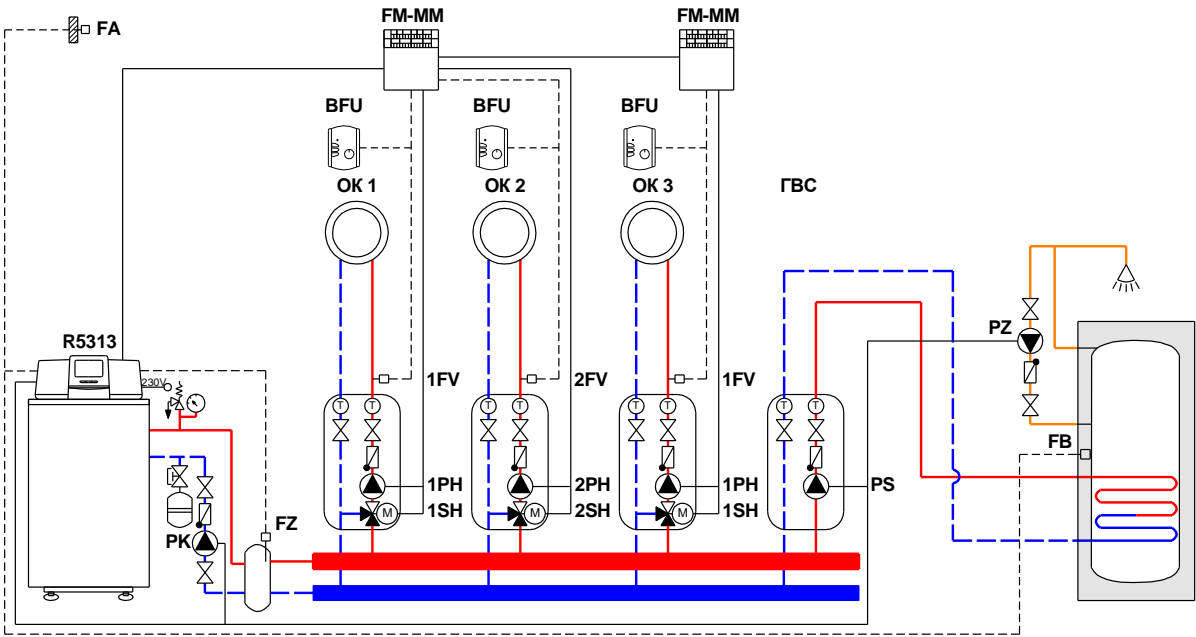 FM-MM
FM-MM
FA
BFU
BFU
BFU
ОК 1
ОК 2
ОК 3
ГВС
R5313
230V
PZ
1FV
2FV
1FV
T
T
T
T
T
T
T
T
FB
1PH
2PH
1PH
PS
M
1SH
M
2SH
M
1SH
FZ
PK